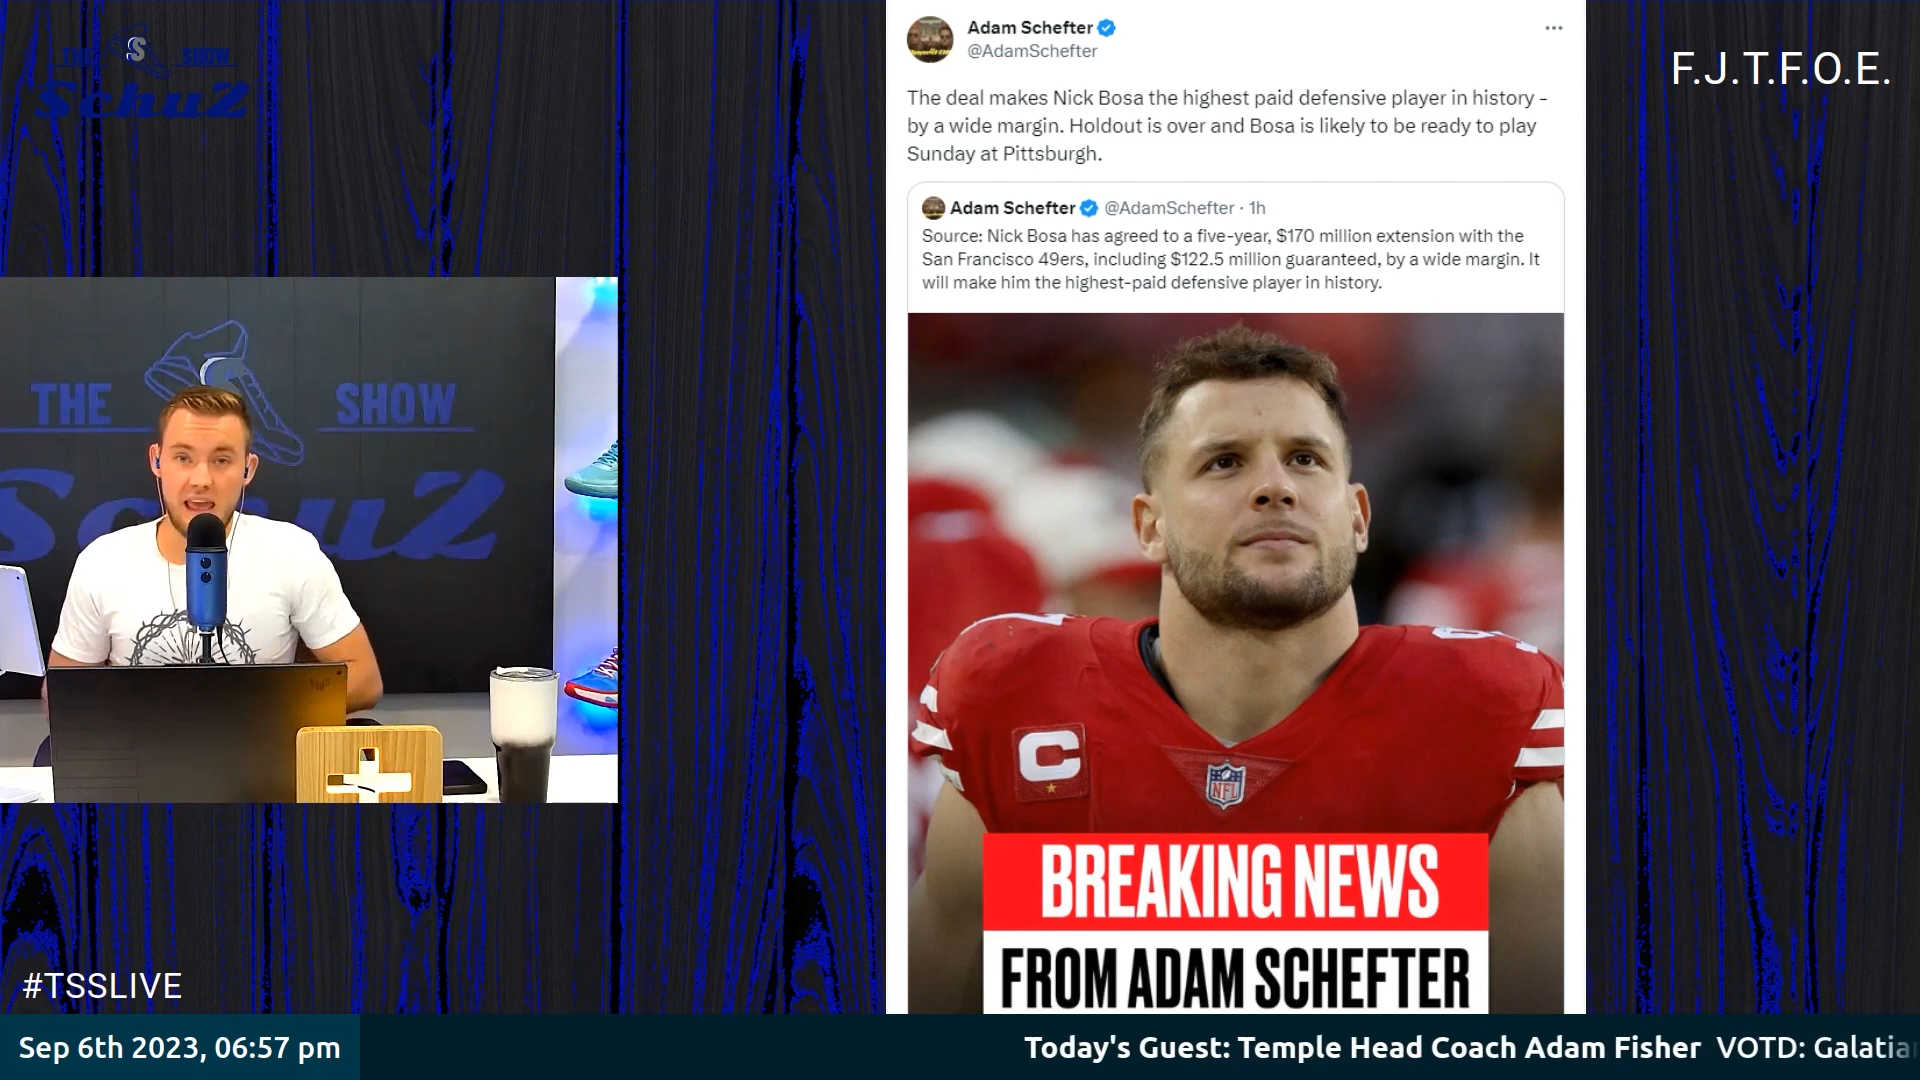 THE
S
SHOW
SchuZ
F.J.T.F.O.E.
Adam Schefter
@AdamSchefter
The deal makes Nick Bosa the highest paid defensive player in history -
by a wide margin. Holdout is over and Bosa is likely to be ready to play
Sunday at Pittsburgh.
Adam Schefter @AdamSchefter · 1h
Source: Nick Bosa has agreed to a five-year, $170 million extension with the
San Francisco 49ers, including $122.5 million guaranteed, by a wide margin. It
will make him the highest-paid defensive player in history.
THE SHOW
SchuZ
C
NFL
BREAKING NEWS
FROM ADAM SCHEFTER
#TSSLIVE
Sep 6th 2023, 06:57 pm
Today's Guest: Temple Head Coach Adam Fisher VOTD: Galatia